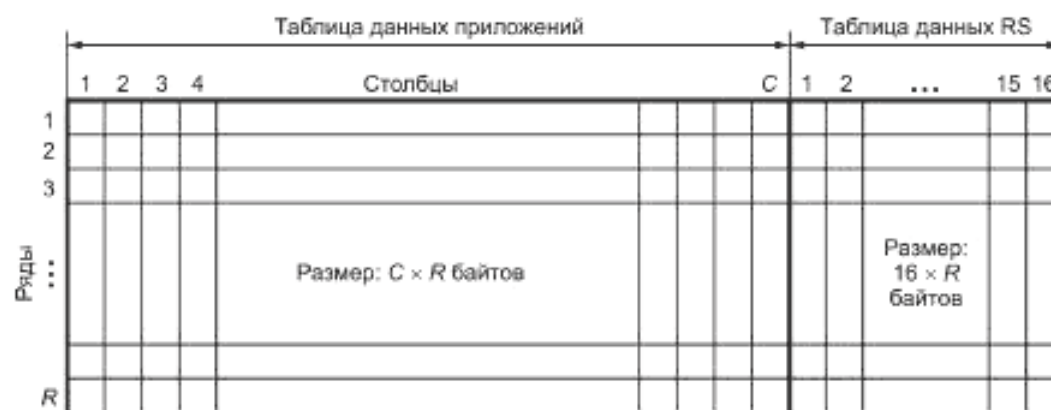 Таблица данных приложений Таблица данных RS
1 2 3 4 Столбцы C 1 2 ... 15 16
1
2
3
Ряды
⋮
Размер: C × R байтов
Размер:
16 × R
байтов
R